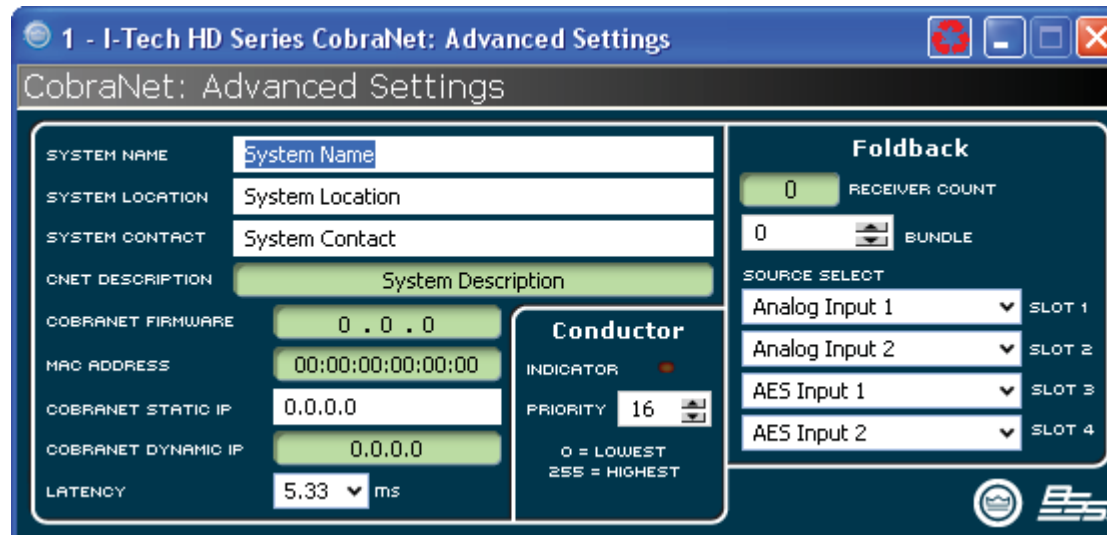 1 - I-Tech HD Series CobraNet: Advanced Settings
CobraNet: Advanced Settings
SYSTEM NAME System Name
SYSTEM LOCATION System Location
SYSTEM CONTACT System Contact
CNET DESCRIPTION System Description
COBRANET FIRMWARE 0 . 0 . 0
MAC ADDRESS 00:00:00:00:00:00
COBRANET STATIC IP 0.0.0.0
COBRANET DYNAMIC IP 0.0.0.0
LATENCY 5.33 ms
Conductor
INDICATOR
PRIORITY 16
0 = LOWEST
255 = HIGHEST
Foldback
0 RECEIVER COUNT
0 BUNDLE
SOURCE SELECT
Analog Input 1 SLOT 1
Analog Input 2 SLOT 2
AES Input 1 SLOT 3
AES Input 2 SLOT 4
BSS